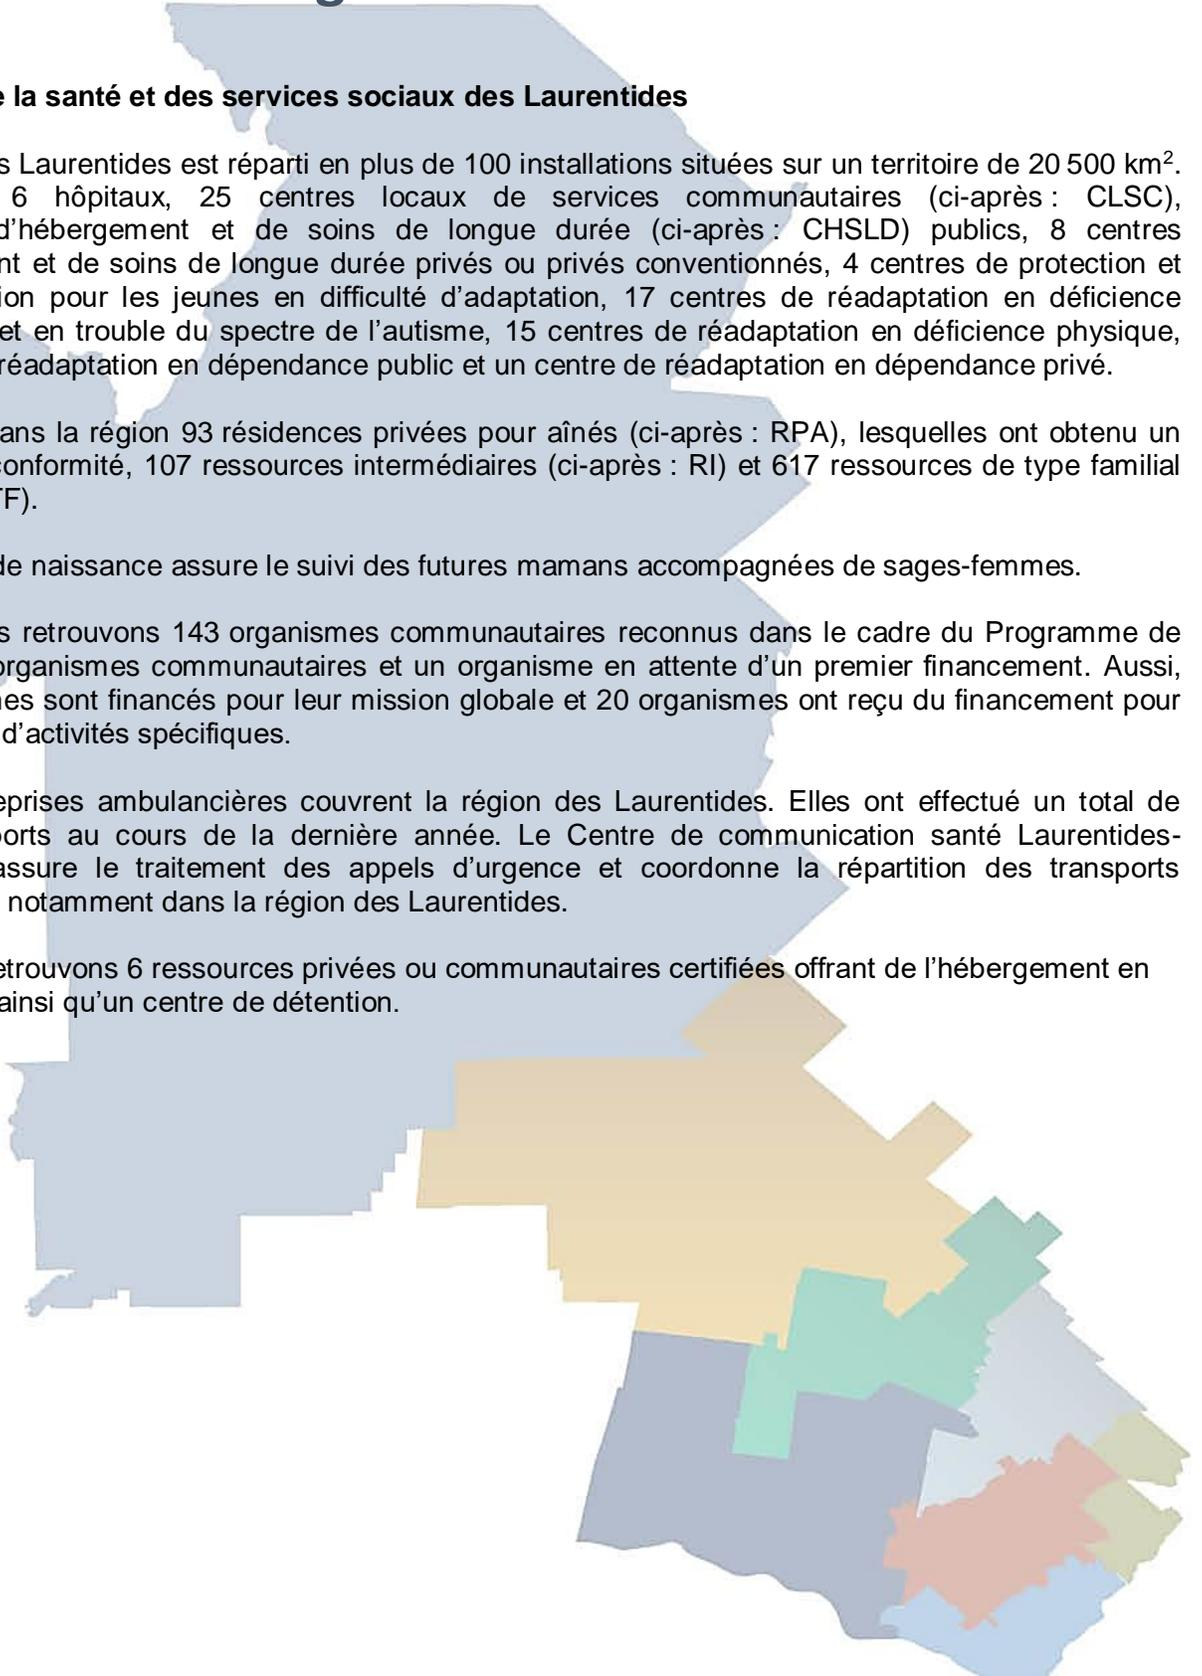 la santé et des services sociaux des Laurentides
Laurentides est réparti en plus de 100 installations situées sur un territoire de 20 500 km².
6 hôpitaux, 25 centres locaux de services communautaires (ci-après : CLSC),
d’hébergement et de soins de longue durée (ci-après : CHSLD) publics, 8 centres
et de soins de longue durée privés ou privés conventionnés, 4 centres de protection et
pour les jeunes en difficulté d’adaptation, 17 centres de réadaptation en déficience
et en trouble du spectre de l’autisme, 15 centres de réadaptation en déficience physique,
réadaptation en dépendance public et un centre de réadaptation en dépendance privé.
la région 93 résidences privées pour aînés (ci-après : RPA), lesquelles ont obtenu un
conformité, 107 ressources intermédiaires (ci-après : RI) et 617 ressources de type familial
de naissance assure le suivi des futures mamans accompagnées de sages-femmes.
retrouvons 143 organismes communautaires reconnus dans le cadre du Programme de
organismes communautaires et un organisme en attente d’un premier financement. Aussi,
sont financés pour leur mission globale et 20 organismes ont reçu du financement pour
d’activités spécifiques.
ambulancières couvrent la région des Laurentides. Elles ont effectué un total de
au cours de la dernière année. Le Centre de communication santé Laurentides-
assure le traitement des appels d’urgence et coordonne la répartition des transports
notamment dans la région des Laurentides.
retrouvons 6 ressources privées ou communautaires certifiées offrant de l’hébergement en
ainsi qu’un centre de détention.